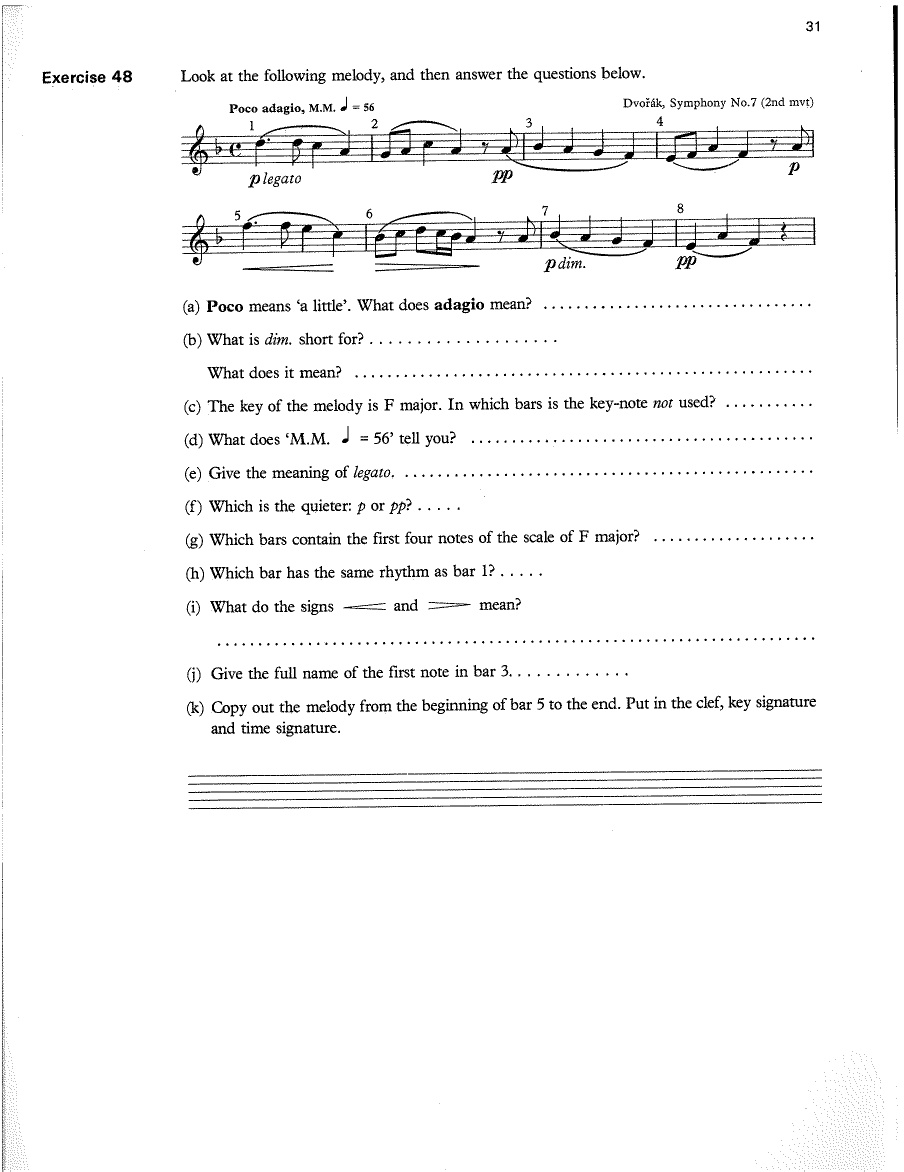 31
Exercise 48 Look at the following melody, and then answer the questions below.
Poco adagio, M.M. ♩ = 56 Dvořák, Symphony No.7 (2nd mvt)
1 2 3 4
p legato pp p
5 6 7 8
p dim. pp
(a) Poco means ‘a little’. What does adagio mean? ................................
(b) What is dim. short for? .....................
What does it mean? ........................................................
(c) The key of the melody is F major. In which bars is the key-note not used? ...........
(d) What does ‘M.M. ♩ = 56’ tell you? ..........................................
(e) Give the meaning of legato. ..................................................
(f) Which is the quieter: p or pp? .....
(g) Which bars contain the first four notes of the scale of F major? ....................
(h) Which bar has the same rhythm as bar 1? .....
(i) What do the signs < and > mean?
..........................................................................
(j) Give the full name of the first note in bar 3. .............
(k) Copy out the melody from the beginning of bar 5 to the end. Put in the clef, key signature
and time signature.